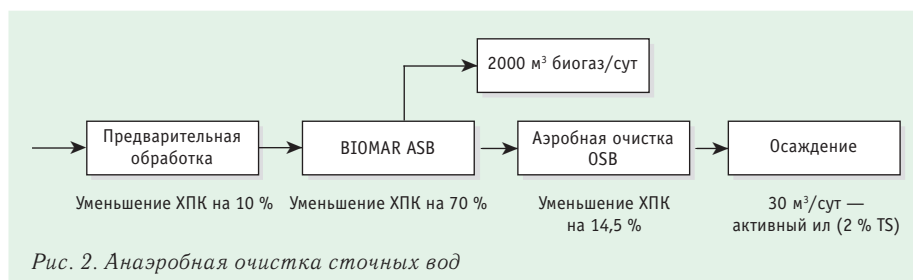 2000 м³ биогаз/сут
Предварительная
обработка
BIOMAR ASB
Аэробная очистка
OSB
Осаждение
Уменьшение ХПК на 10 %
Уменьшение ХПК на 70 %
Уменьшение ХПК
на 14,5 %
30 м³/сут —
активный ил (2 % TS)
Рис. 2. Анаэробная очистка сточных вод